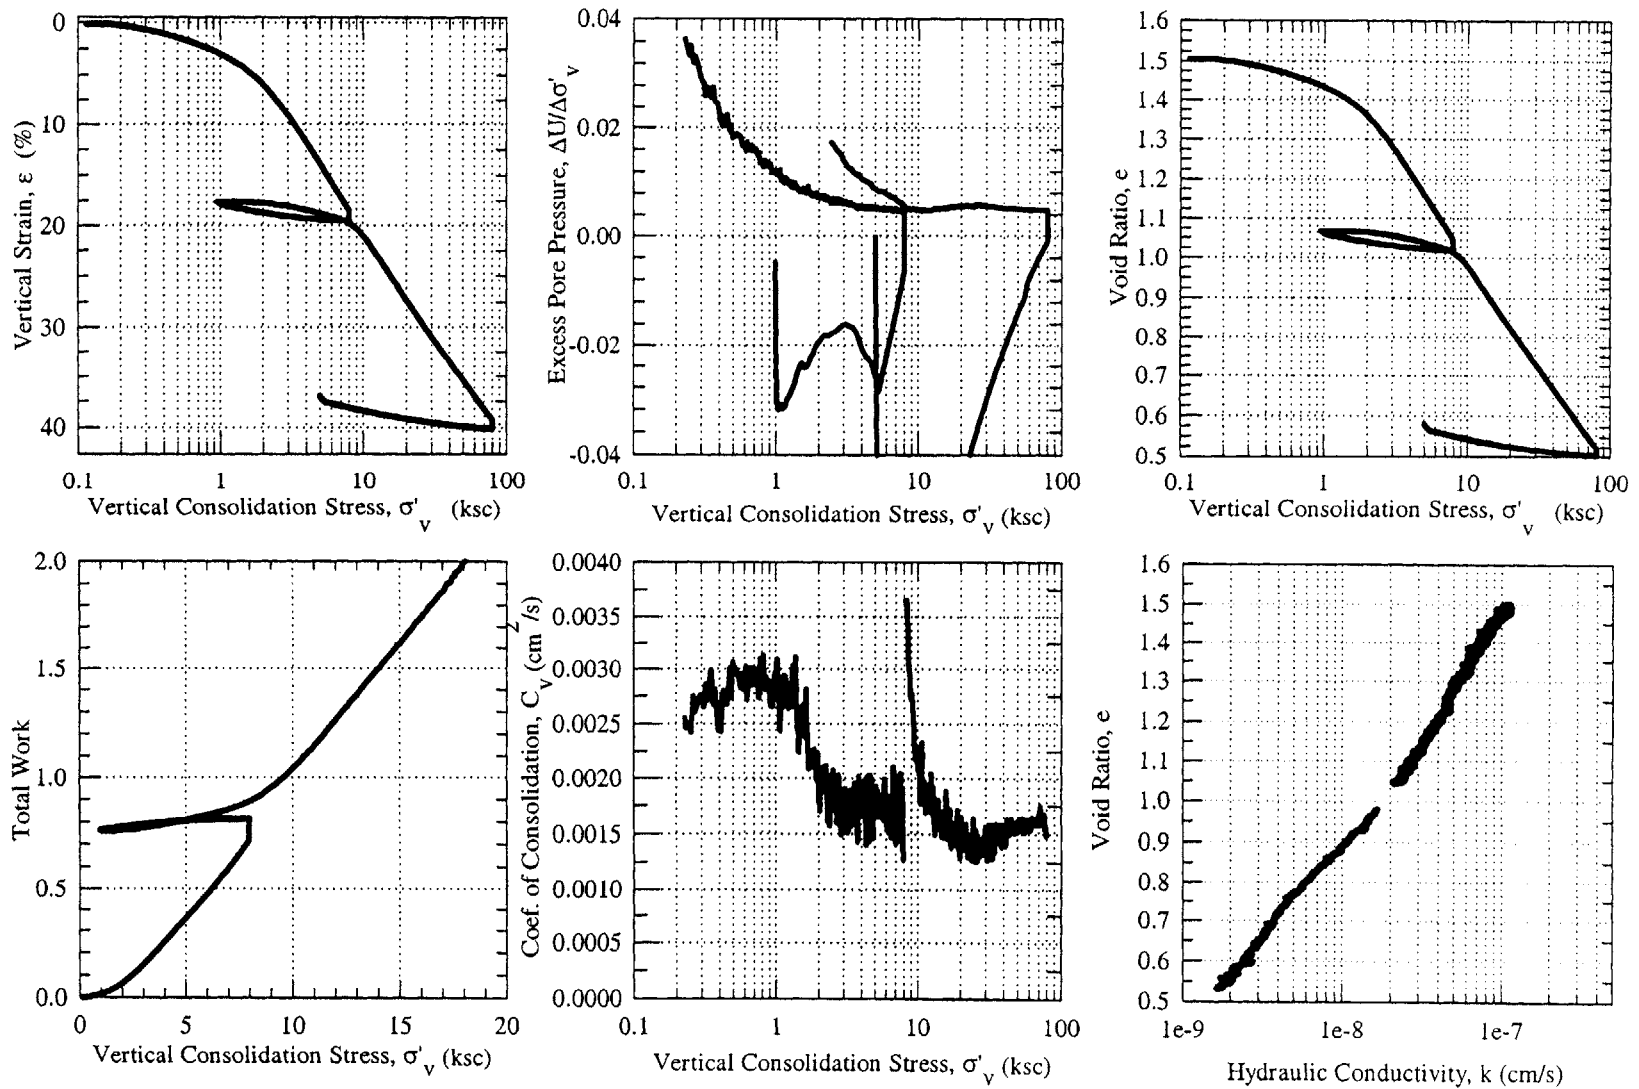 0
10
20
30
40
Vertical Strain, ε (%)
0.1 1 10 100
Vertical Consolidation Stress, σ'v (ksc)
0.04
0.02
0.00
-0.02
-0.04
Excess Pore Pressure, ΔU/Δσ'v
0.1 1 10 100
Vertical Consolidation Stress, σ'v (ksc)
1.6
1.5
1.4
1.3
1.2
1.1
1.0
0.9
0.8
0.7
0.6
0.5
Void Ratio, e
0.1 1 10 100
Vertical Consolidation Stress, σ'v (ksc)
2.0
1.5
1.0
0.5
0.0
Total Work
0 5 10 15 20
Vertical Consolidation Stress, σ'v (ksc)
0.0040
0.0035
0.0030
0.0025
0.0020
0.0015
0.0010
0.0005
0.0000
Coef. of Consolidation, Cv (cm2/s)
0.1 1 10 100
Vertical Consolidation Stress, σ'v (ksc)
1.6
1.5
1.4
1.3
1.2
1.1
1.0
0.9
0.8
0.7
0.6
0.5
Void Ratio, e
1e-9 1e-8 1e-7
Hydraulic Conductivity, k (cm/s)